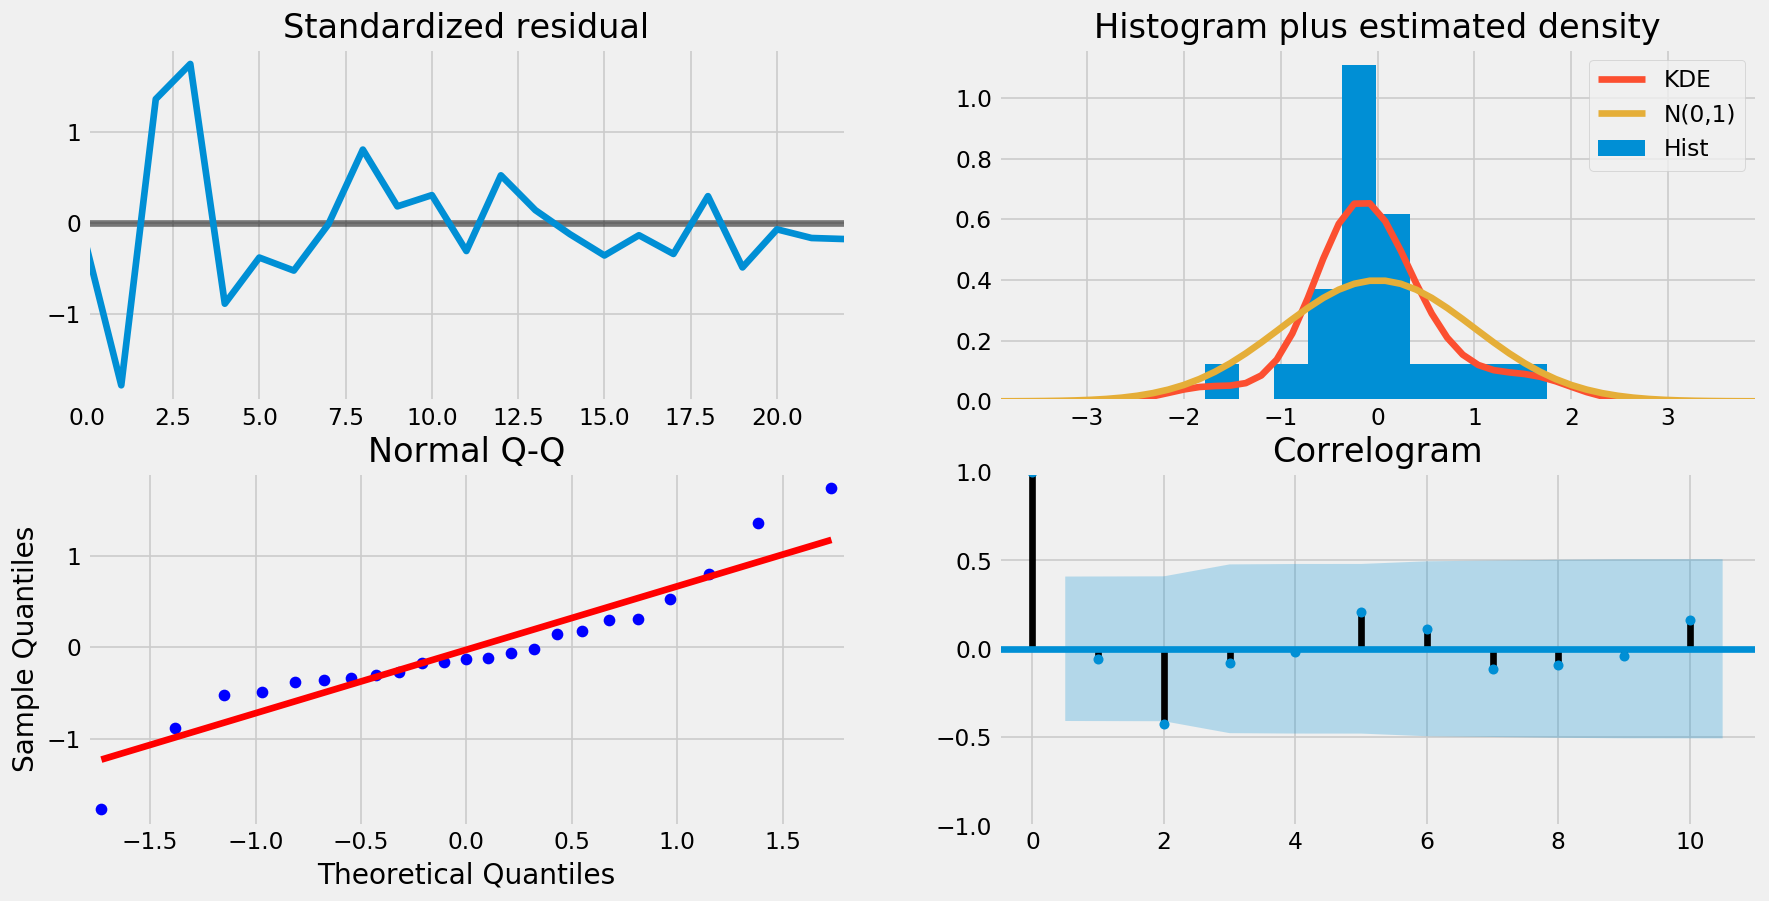 Standardized residual
1
0
−1
0.0 2.5 5.0 7.5 10.0 12.5 15.0 17.5 20.0
Histogram plus estimated density
KDE
N(0,1)
Hist
1.0
0.8
0.6
0.4
0.2
0.0
−3 −2 −1 0 1 2 3
Normal Q-Q
Sample Quantiles
1
0
−1
−1.5 −1.0 −0.5 0.0 0.5 1.0 1.5
Theoretical Quantiles
Correlogram
1.0
0.5
0.0
−0.5
−1.0
0 2 4 6 8 10